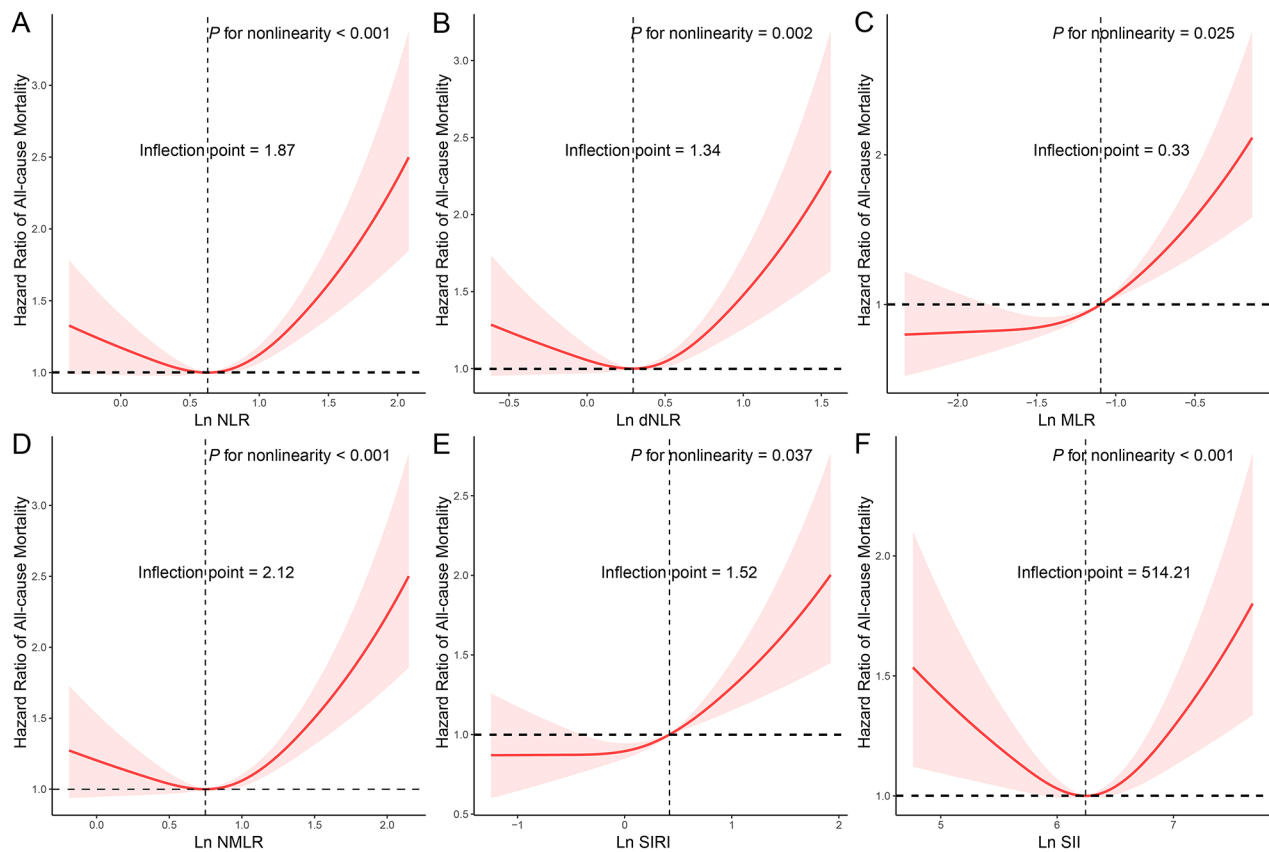 A
P for nonlinearity < 0.001
Inflection point = 1.87
Hazard Ratio of All-cause Mortality
3.0
2.5
2.0
1.5
1.0
0.0
0.5
1.0
1.5
2.0
Ln NLR
B
P for nonlinearity = 0.002
Inflection point = 1.34
Hazard Ratio of All-cause Mortality
3.0
2.5
2.0
1.5
1.0
−0.5
0.0
0.5
1.0
1.5
Ln dNLR
C
P for nonlinearity = 0.025
Inflection point = 0.33
Hazard Ratio of All-cause Mortality
2
1
−2.0
−1.5
−1.0
−0.5
Ln MLR
D
P for nonlinearity < 0.001
Inflection point = 2.12
Hazard Ratio of All-cause Mortality
3.0
2.5
2.0
1.5
1.0
0.0
0.5
1.0
1.5
2.0
Ln NMLR
E
P for nonlinearity = 0.037
Inflection point = 1.52
Hazard Ratio of All-cause Mortality
2.5
2.0
1.5
1.0
0.5
−1
0
1
2
Ln SIRI
F
P for nonlinearity < 0.001
Inflection point = 514.21
Hazard Ratio of All-cause Mortality
2.0
1.5
1.0
5
6
7
Ln SII